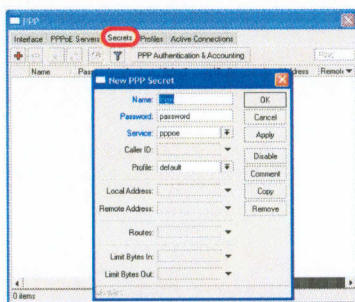 PPP
Interface PPPoE Servers Secrets Profiles Active Connections
PPP Authentication & Accounting
Name
New PPP Secret
Name:
OK
Password: password
Cancel
Service: pppoe
Apply
Caller ID:
Profile: default
Disable
Comment
Local Address:
Copy
Remote Address:
Remove
Routes:
Limit Bytes In:
Limit Bytes Out:
0 items